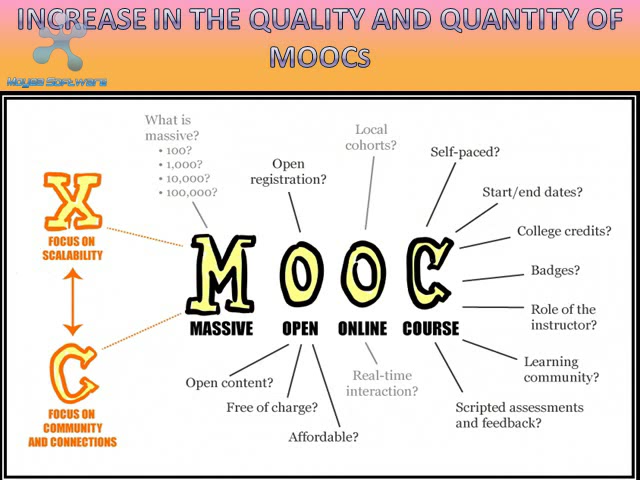 INCREASE IN THE QUALITY AND QUANTITY OF
MOOCs
Moyea Software
What is
massive?
• 100?
• 1,000?
• 10,000?
• 100,000?
Open
registration?
Local
cohorts?
Self-paced?
Start/end dates?
College credits?
Badges?
Role of the
instructor?
Learning
community?
Scripted assessments
and feedback?
X
FOCUS ON
SCALABILITY
C
FOCUS ON
COMMUNITY
AND CONNECTIONS
MOOC
MASSIVE OPEN ONLINE COURSE
Open content?
Free of charge?
Affordable?
Real-time
interaction?